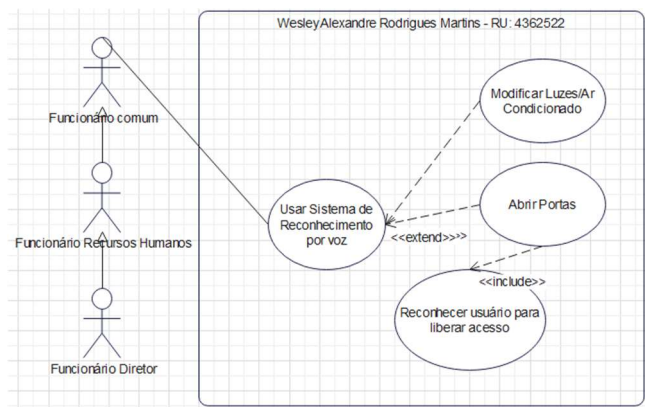 WesleyAlexandre Rodrigues Martins - RU: 4362522
Modificar Luzes/Ar
Condicionado
Funcionário comum
Usar Sistema de
Reconhecimento
por voz
Abrir Portas
<<extend>>>>
Funcionário Recursos Humanos
<<include>>
Reconhecer usuário para
liberar acesso
Funcionário Diretor